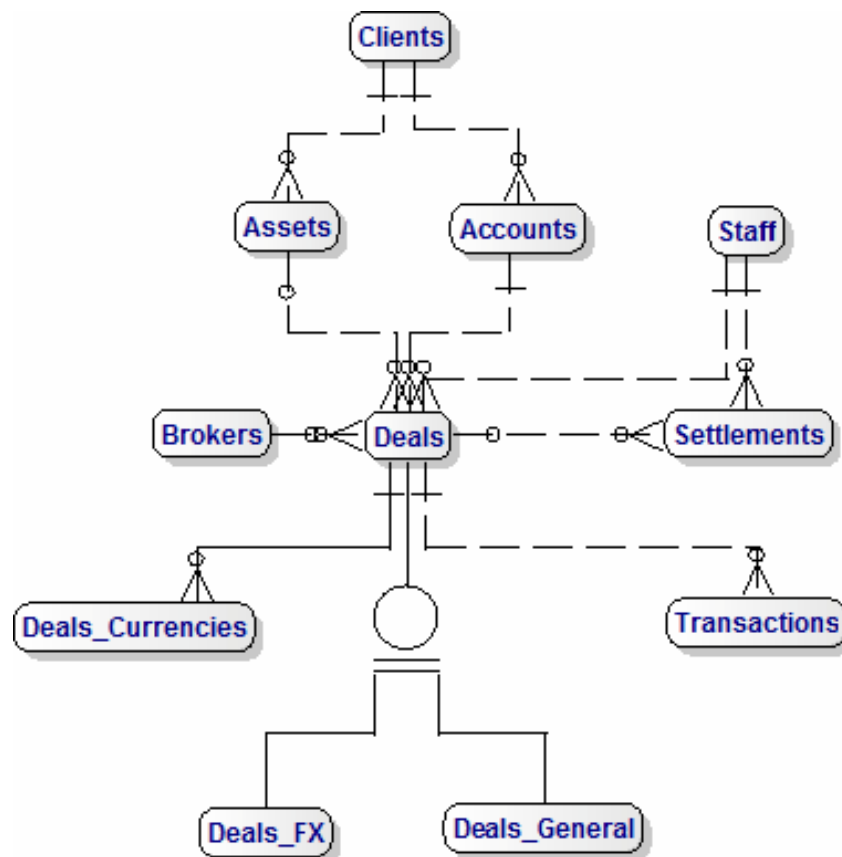 Clients
Assets
Accounts
Staff
Brokers
Deals
Settlements
Deals_Currencies
Transactions
Deals_FX
Deals_General